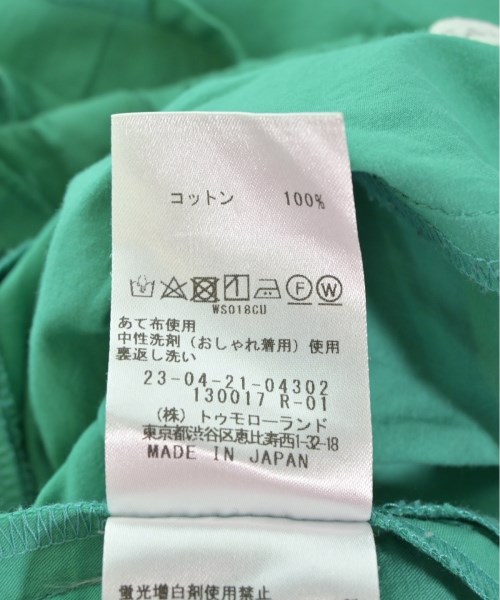 コットン 100%
F W
WS018CU
あて布使用
中性洗剤（おしゃれ着用）使用
裏返し洗い
23-04-21-04302
130017 R-01
（株）トゥモローランド
東京都渋谷区恵比寿西1-32-18
MADE IN JAPAN
蛍光増白剤使用禁止